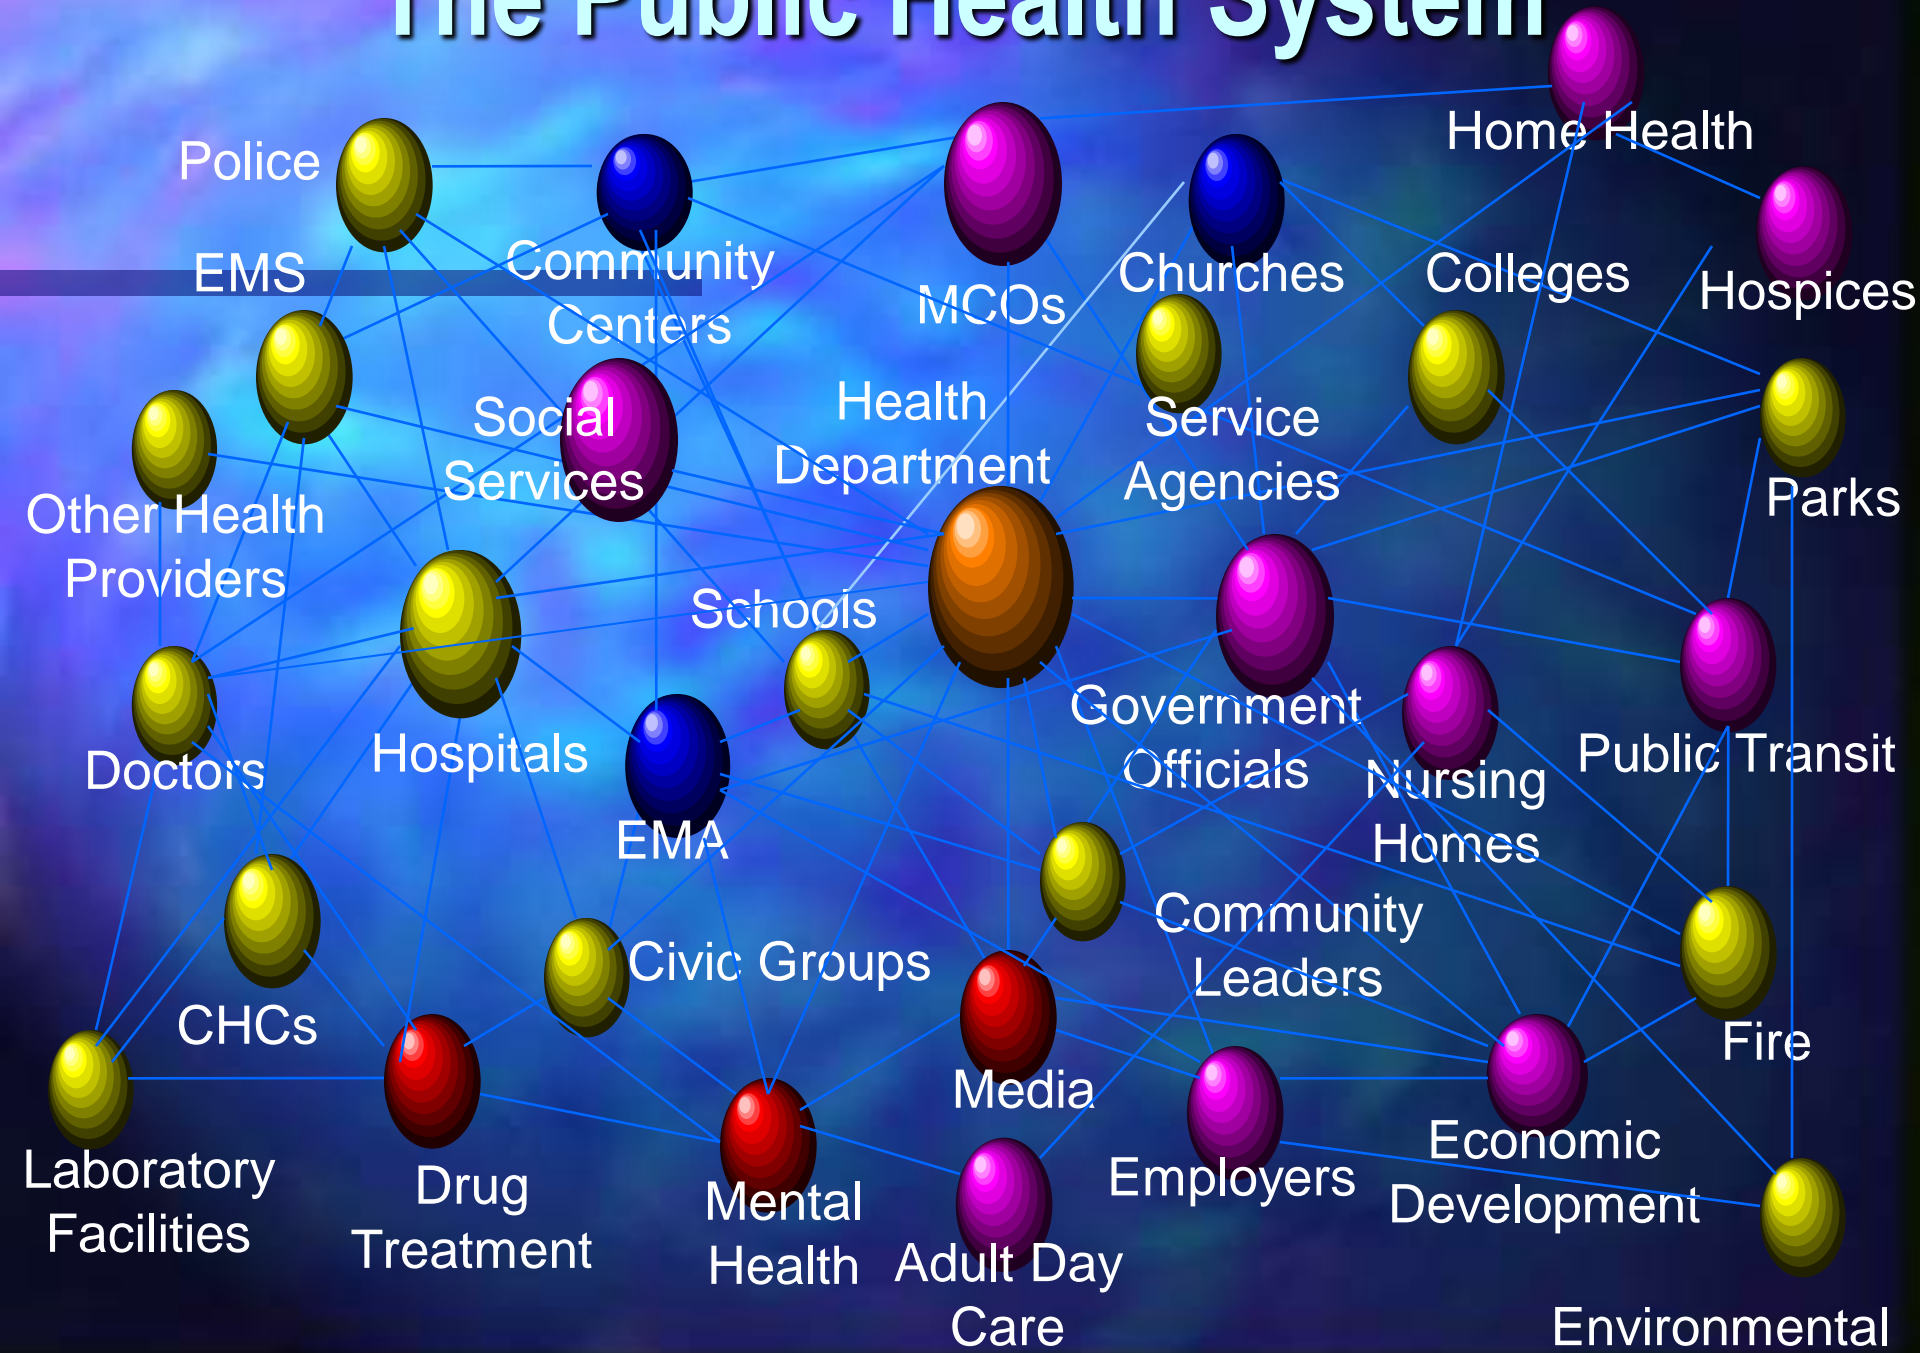 The Public Health System
Home Health
Police
EMS
Community
Centers
MCOs
Churches
Colleges
Hospices
Health
Department
Social
Services
Service
Agencies
Parks
Other Health
Providers
Schools
Government
Officials
Public Transit
Doctors
Hospitals
EMA
Nursing
Homes
Community
Leaders
Civic Groups
CHCs
Fire
Media
Laboratory
Facilities
Drug
Treatment
Mental
Health
Adult Day
Care
Employers
Economic
Development
Environmental